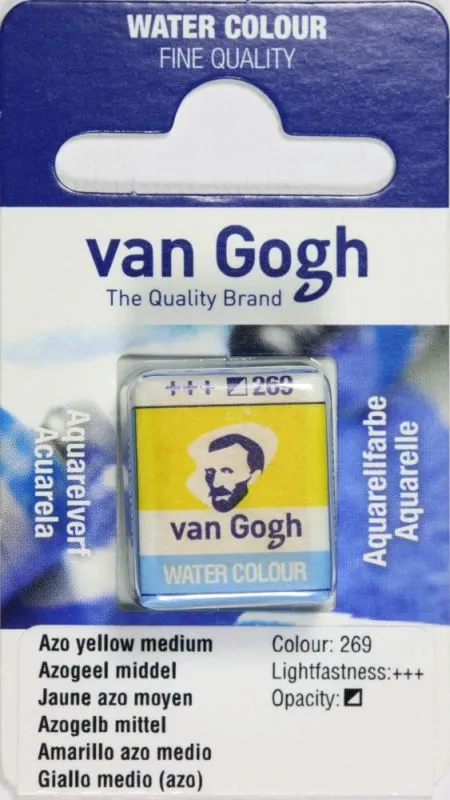 WATER COLOUR
FINE QUALITY
van Gogh
The Quality Brand
+++ 269
van Gogh
WATER COLOUR
Aquarelverf
Acuarela
Aquarellfarbe
Aquarelle
Azo yellow medium
Azogeel middel
Jaune azo moyen
Azogelb mittel
Amarillo azo medio
Giallo medio (azo)
Colour: 269
Lightfastness:+++
Opacity: